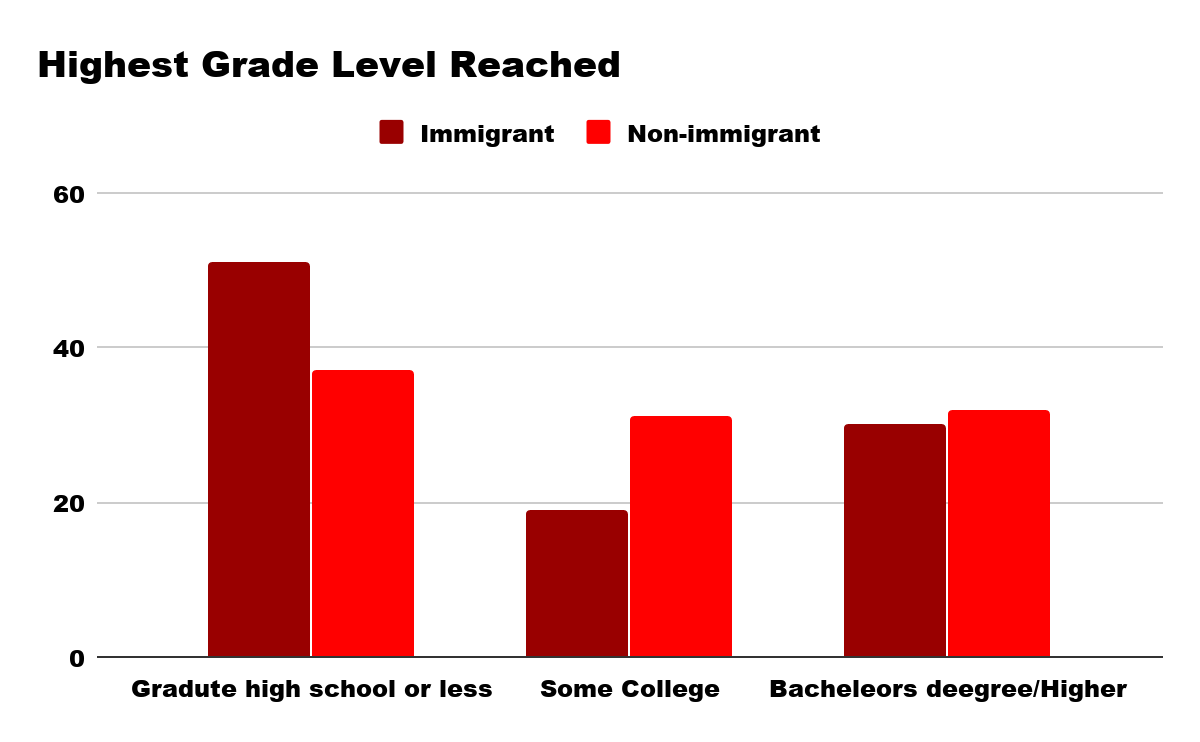 Highest Grade Level Reached
Immigrant Non-immigrant
60
40
20
0
Gradute high school or less Some College Bacheleors deegree/Higher